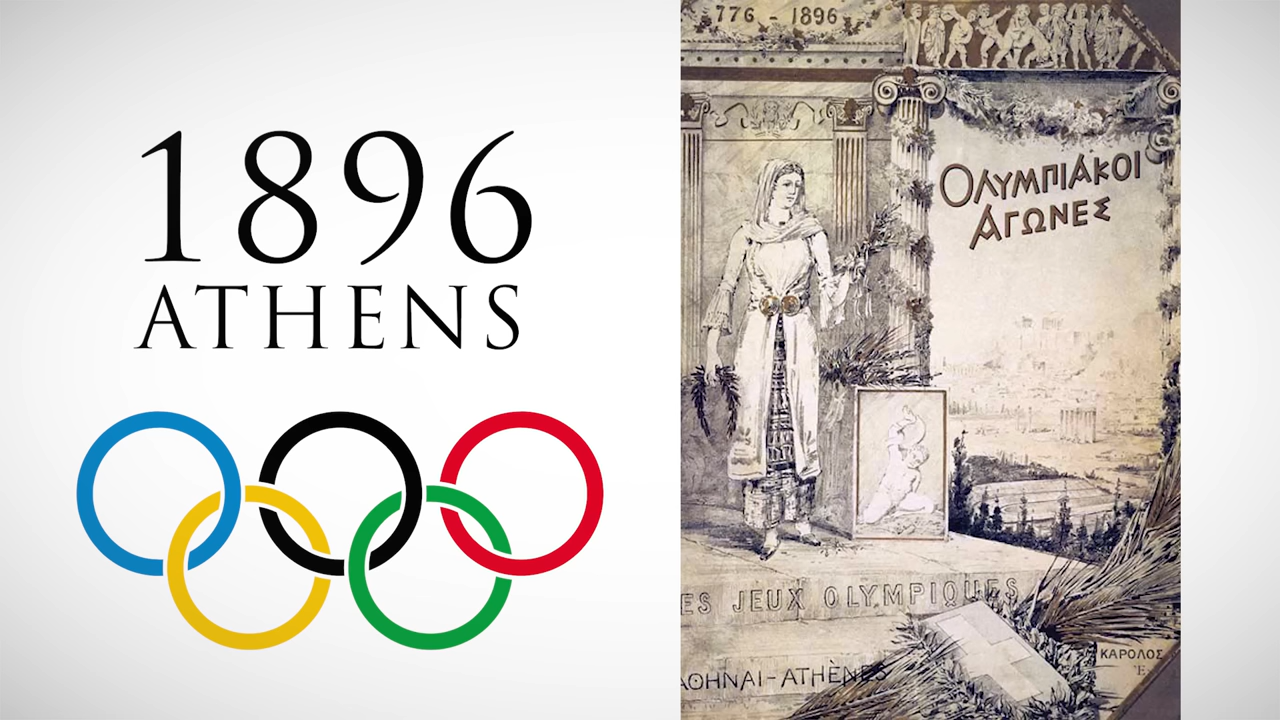 1896
ATHENS
776 - 1896
ΟΛΥΜΠΙΑΚΟΙ
ΑΓΩΝΕΣ
ES JEUX OLYMPIQUES
ΑΘΗΝΑΙ - ATHÈNES
ΚΑΡΟΛΟΣ
Έ.